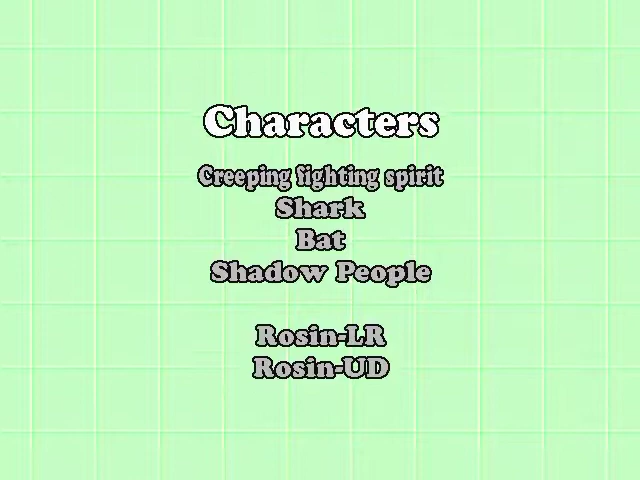 Characters
Creeping fighting spirit
Shark
Bat
Shadow People
Rosin-LR
Rosin-UD